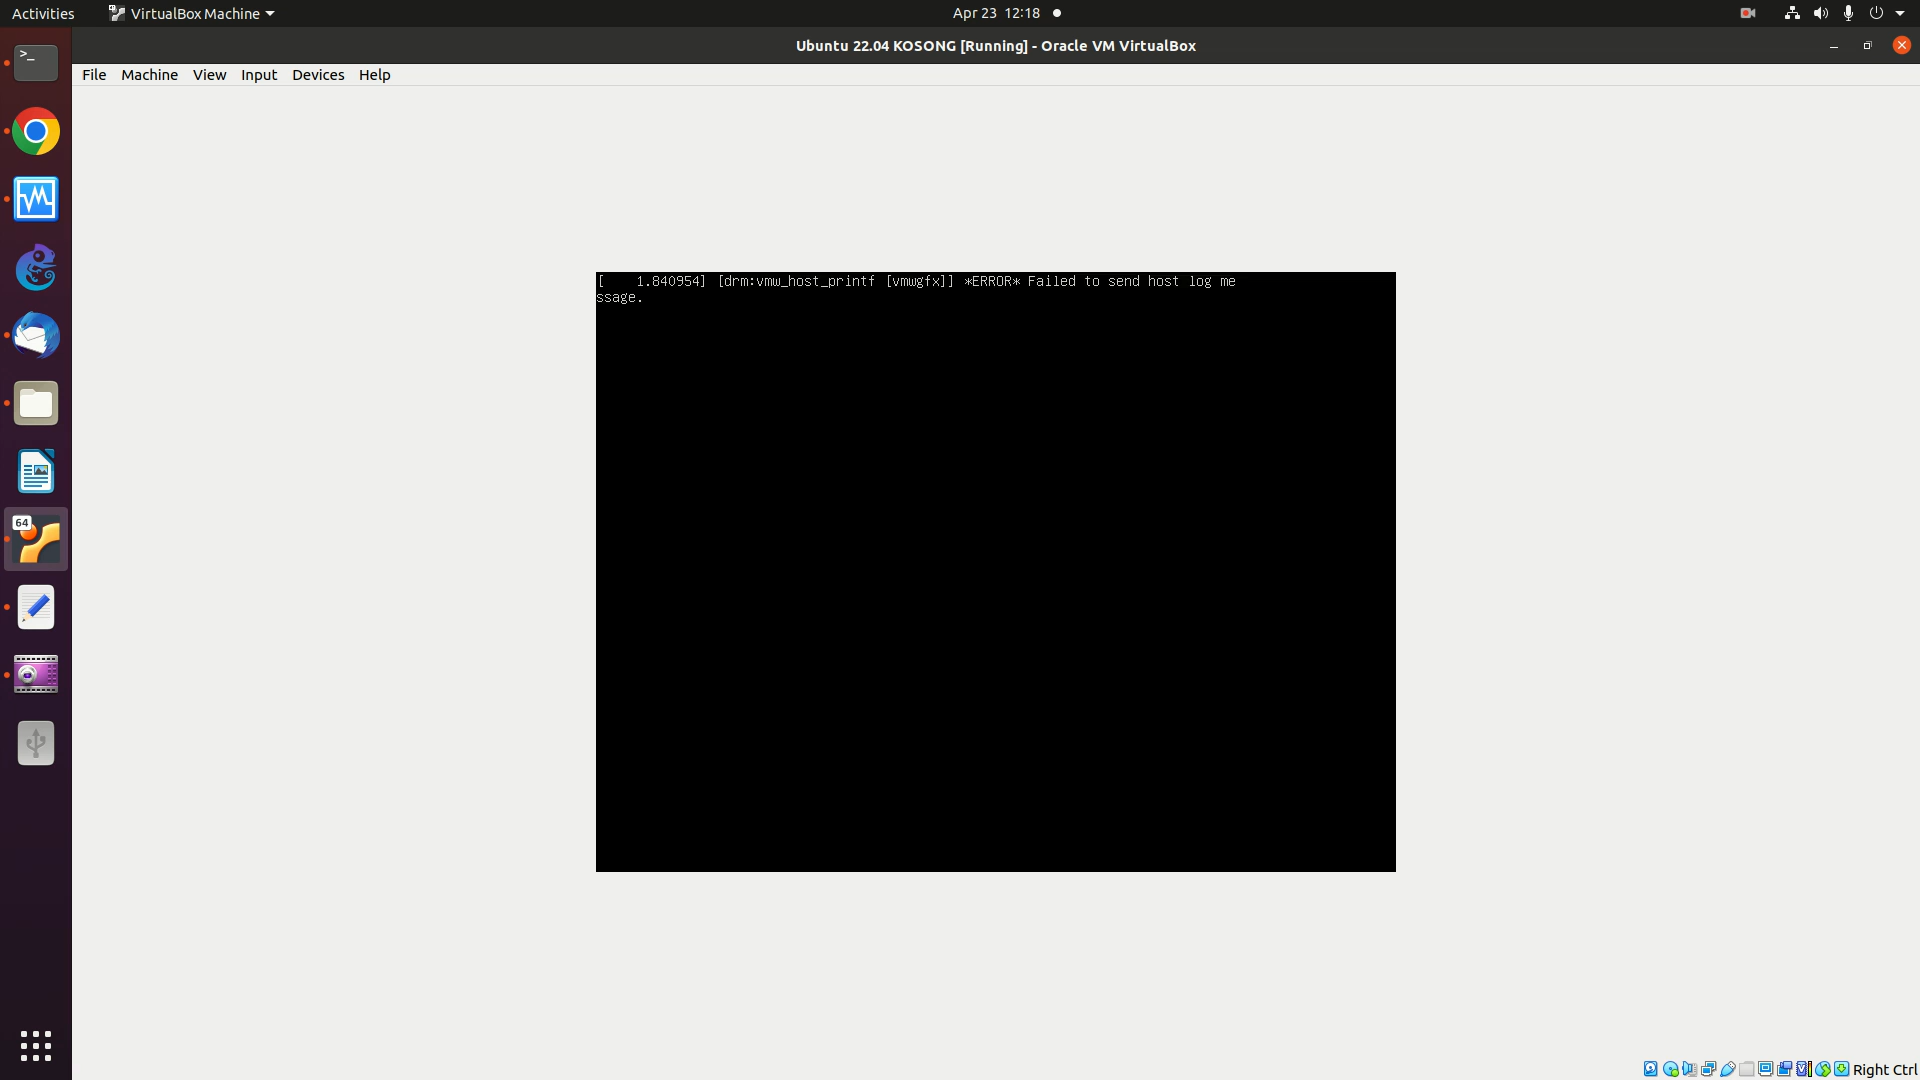 Activities
VirtualBox Machine
Apr 23 12:18
Ubuntu 22.04 KOSONG [Running] - Oracle VM VirtualBox
File Machine View Input Devices Help
[    1.840954] [drm:vmw_host_printf [vmwgfx]] *ERROR* Failed to send host log me
ssage.
>_
64
Right Ctrl